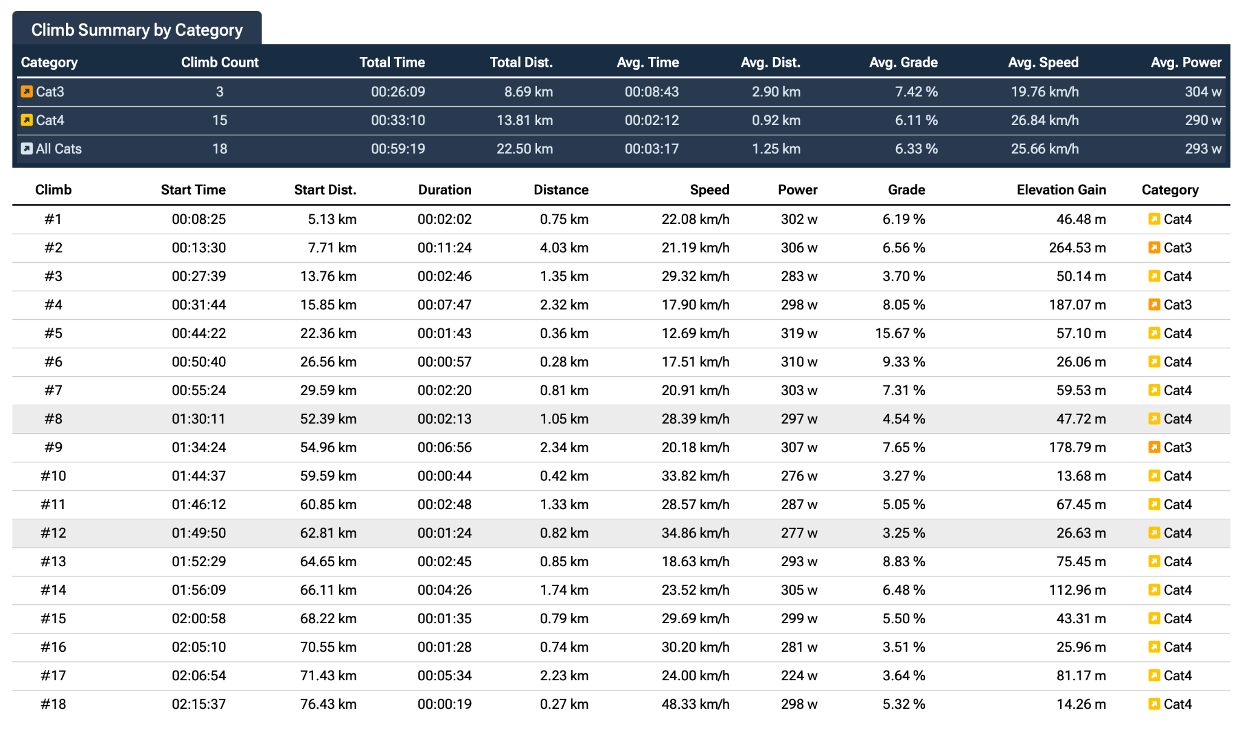 Climb Summary by Category
Category Climb Count Total Time Total Dist. Avg. Time Avg. Dist. Avg. Grade Avg. Speed Avg. Power
Cat3 3 00:26:09 8.69 km 00:08:43 2.90 km 7.42 % 19.76 km/h 304 w
Cat4 15 00:33:10 13.81 km 00:02:12 0.92 km 6.11 % 26.84 km/h 290 w
All Cats 18 00:59:19 22.50 km 00:03:17 1.25 km 6.33 % 25.66 km/h 293 w
Climb Start Time Start Dist. Duration Distance Speed Power Grade Elevation Gain Category
#1 00:08:25 5.13 km 00:02:02 0.75 km 22.08 km/h 302 w 6.19 % 46.48 m Cat4
#2 00:13:30 7.71 km 00:11:24 4.03 km 21.19 km/h 306 w 6.56 % 264.53 m Cat3
#3 00:27:39 13.76 km 00:02:46 1.35 km 29.32 km/h 283 w 3.70 % 50.14 m Cat4
#4 00:31:44 15.85 km 00:07:47 2.32 km 17.90 km/h 298 w 8.05 % 187.07 m Cat3
#5 00:44:22 22.36 km 00:01:43 0.36 km 12.69 km/h 319 w 15.67 % 57.10 m Cat4
#6 00:50:40 26.56 km 00:00:57 0.28 km 17.51 km/h 310 w 9.33 % 26.06 m Cat4
#7 00:55:24 29.59 km 00:02:20 0.81 km 20.91 km/h 303 w 7.31 % 59.53 m Cat4
#8 01:30:11 52.39 km 00:02:13 1.05 km 28.39 km/h 297 w 4.54 % 47.72 m Cat4
#9 01:34:24 54.96 km 00:06:56 2.34 km 20.18 km/h 307 w 7.65 % 178.79 m Cat3
#10 01:44:37 59.59 km 00:00:44 0.42 km 33.82 km/h 276 w 3.27 % 13.68 m Cat4
#11 01:46:12 60.85 km 00:02:48 1.33 km 28.57 km/h 287 w 5.05 % 67.45 m Cat4
#12 01:49:50 62.81 km 00:01:24 0.82 km 34.86 km/h 277 w 3.25 % 26.63 m Cat4
#13 01:52:29 64.65 km 00:02:45 0.85 km 18.63 km/h 293 w 8.83 % 75.45 m Cat4
#14 01:56:09 66.11 km 00:04:26 1.74 km 23.52 km/h 305 w 6.48 % 112.96 m Cat4
#15 02:00:58 68.22 km 00:01:35 0.79 km 29.69 km/h 299 w 5.50 % 43.31 m Cat4
#16 02:05:10 70.55 km 00:01:28 0.74 km 30.20 km/h 281 w 3.51 % 25.96 m Cat4
#17 02:06:54 71.43 km 00:05:34 2.23 km 24.00 km/h 224 w 3.64 % 81.17 m Cat4
#18 02:15:37 76.43 km 00:00:19 0.27 km 48.33 km/h 298 w 5.32 % 14.26 m Cat4